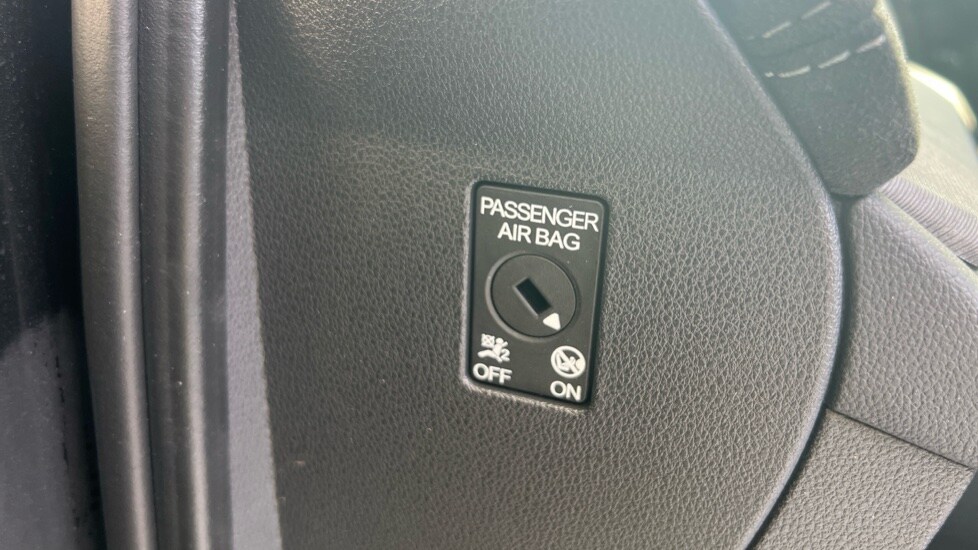 PASSENGER
AIR BAG
OFF
ON